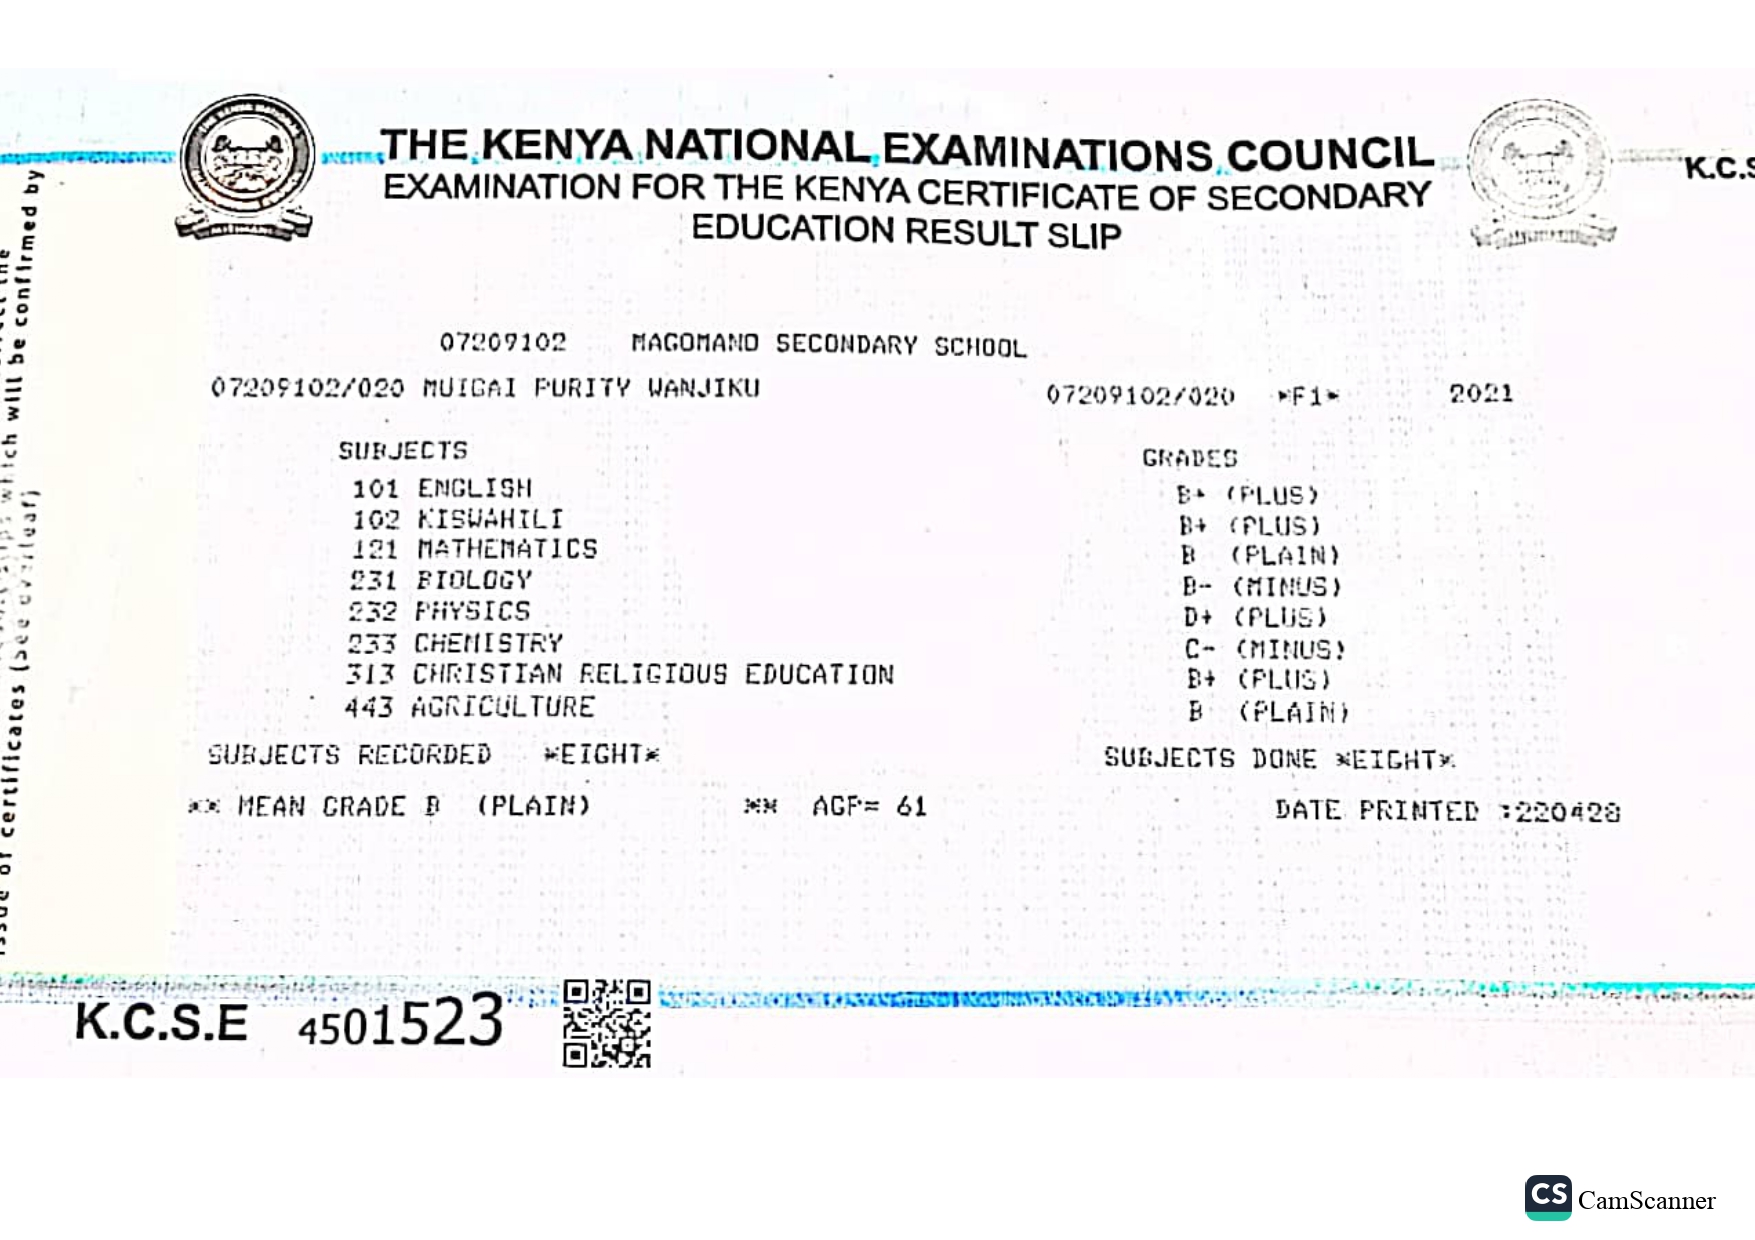 THE KENYA NATIONAL EXAMINATIONS COUNCIL
EXAMINATION FOR THE KENYA CERTIFICATE OF SECONDARY
EDUCATION RESULT SLIP
K.C.S
07209102 MAGOMANO SECONDARY SCHOOL
07209102/020 MUIGAI PURITY WANJIKU 07209102/020 *F1* 2021
SUBJECTS GRADES
101 ENGLISH B+ (PLUS)
102 KISWAHILI B+ (PLUS)
121 MATHEMATICS B (PLAIN)
231 BIOLOGY B- (MINUS)
232 PHYSICS D+ (PLUS)
233 CHEMISTRY C- (MINUS)
313 CHRISTIAN RELIGIOUS EDUCATION B+ (PLUS)
443 AGRICULTURE B (PLAIN)
SUBJECTS RECORDED *EIGHT* SUBJECTS DONE *EIGHT*
** MEAN GRADE B (PLAIN) ** AGP= 61 DATE PRINTED :220428
K.C.S.E 4501523
which will be confirmed by
issue of certificates (See overleaf)
CS CamScanner